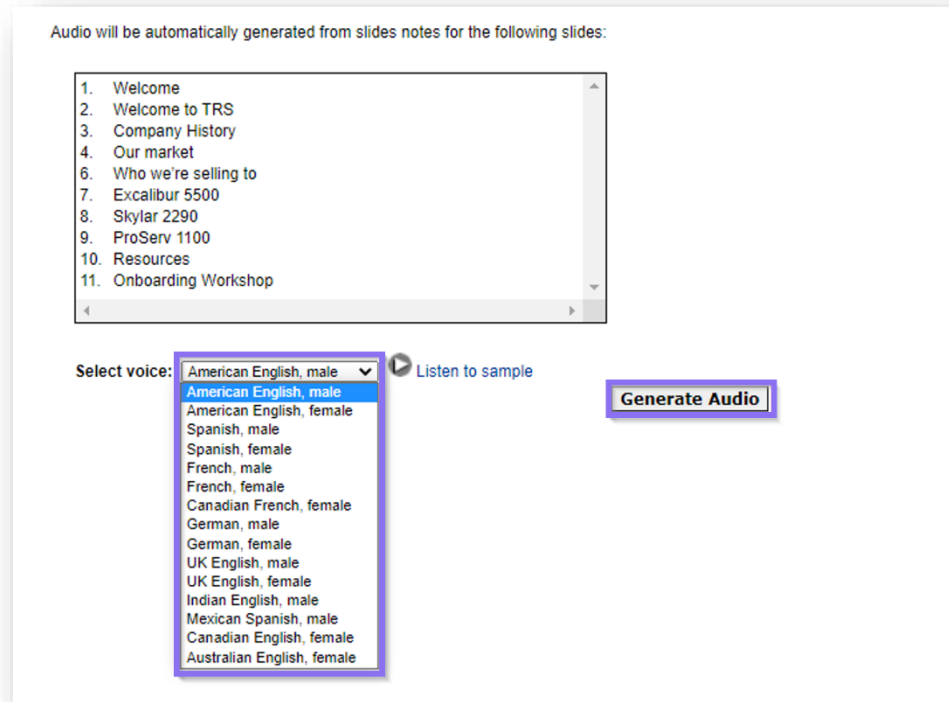 Audio will be automatically generated from slides notes for the following slides:
1. Welcome
2. Welcome to TRS
3. Company History
4. Our market
6. Who we're selling to
7. Excalibur 5500
8. Skylar 2290
9. ProServ 1100
10. Resources
11. Onboarding Workshop
Select voice: American English, male Listen to sample
Generate Audio
American English, male
American English, female
Spanish, male
Spanish, female
French, male
French, female
Canadian French, female
German, male
German, female
UK English, male
UK English, female
Indian English, male
Mexican Spanish, male
Canadian English, female
Australian English, female